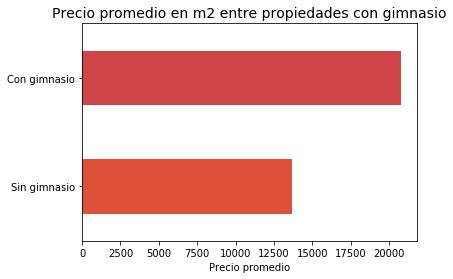 Precio promedio en m2 entre propiedades con gimnasio
Con gimnasio
Sin gimnasio
0 2500 5000 7500 10000 12500 15000 17500 20000
Precio promedio